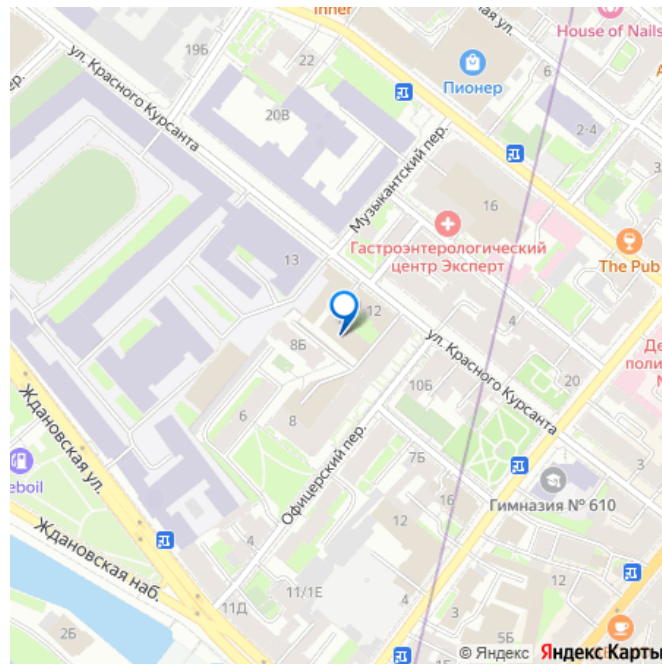 Inner
House of Nails
19Б
ул. Красного Курсанта
22
Пионер
6
ул.
20В
2-4
Музыкантский пер.
16
Гастроэнтерологический
центр Эксперт
The Pub
13
12
8Б
4
ул. Красного Курсанта
поли
20
10Б
6
8
Ждановская ул.
Офицерский пер.
7Б
3
eboil
16
Гимназия № 610
Ждановская наб.
4
12
11/1Е
11Д
4
2Б
5Б
© Яндекс Яндекс Карты